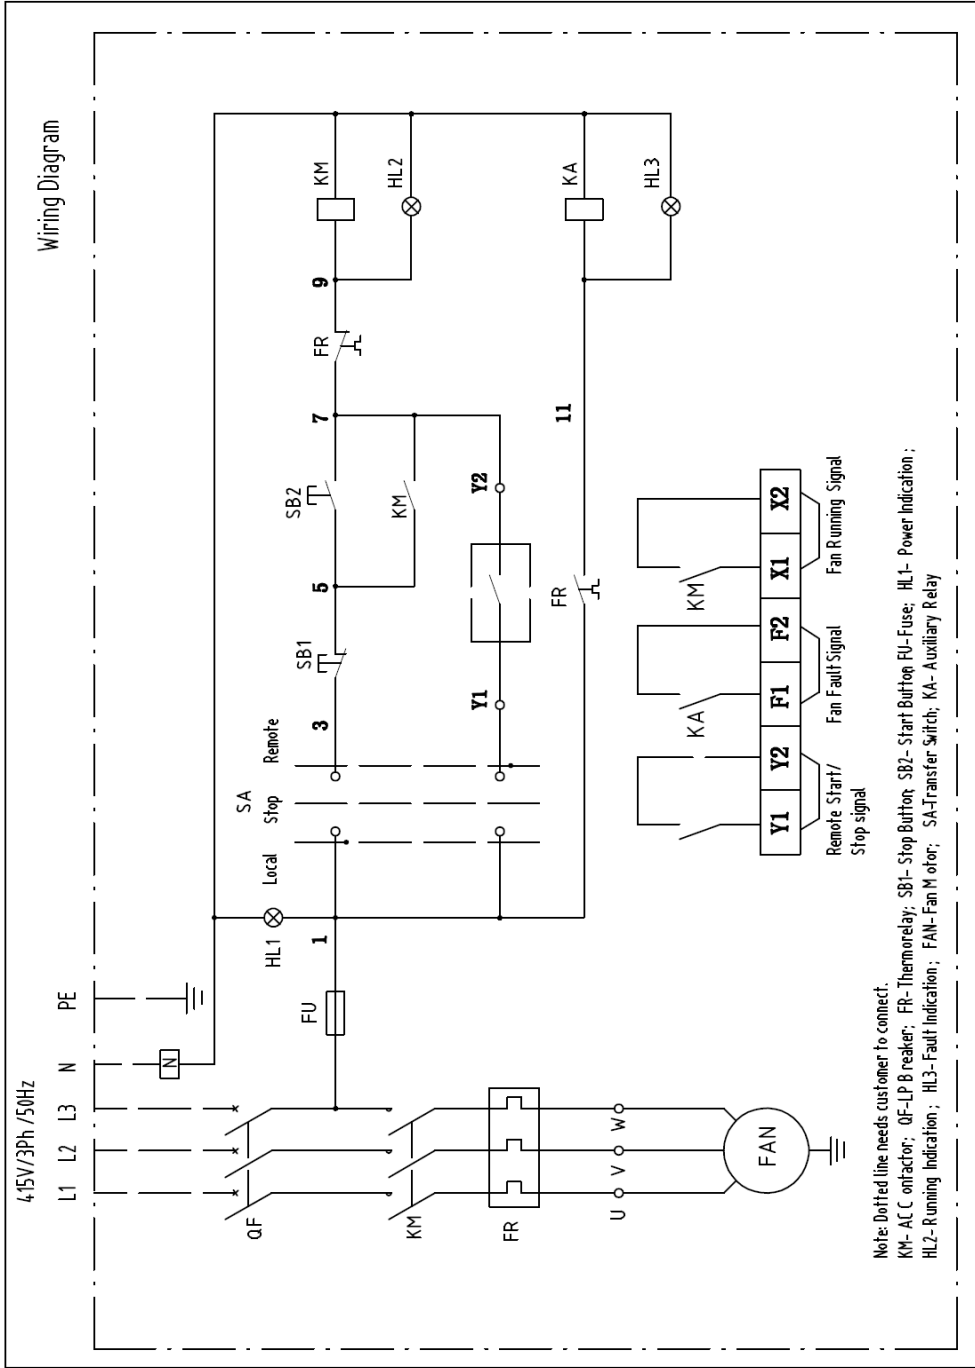 Wiring Diagram
415V/3Ph/50Hz
L1 L2 L3 N PE
N
QF
KM
FR
U V W
FAN
FU
HL1
1
Local
SA
Stop
Remote
3
SB1
5
SB2
KM
7
FR
9
KM
HL2
Y1
Y2
FR
11
KA
HL3
KA
KM
Y1 Y2 F1 F2 X1 X2
Remote Start/
Stop signal
Fan Fault Signal
Fan Running Signal
Note: Dotted line needs customer to connect.
KM- AC C ontactor; QF-LP B reaker; FR-Thermorelay; SB1- Stop Button; SB2- Start Button; FU-Fuse; HL1- Power Indication;
HL2- Running Indication; HL3-Fault Indication; FAN-Fan M otor; SA-Transfer Switch; KA- Auxiliary Relay